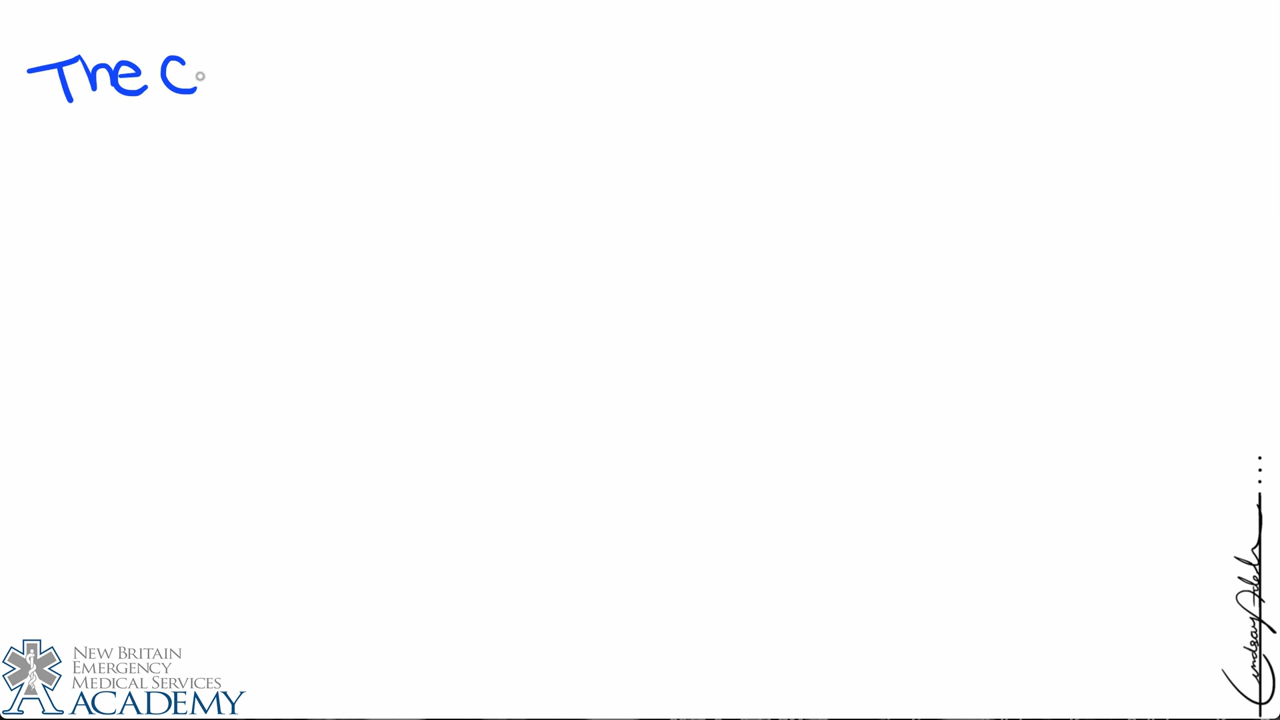 The C
NEW BRITAIN
EMERGENCY
MEDICAL SERVICES
ACADEMY